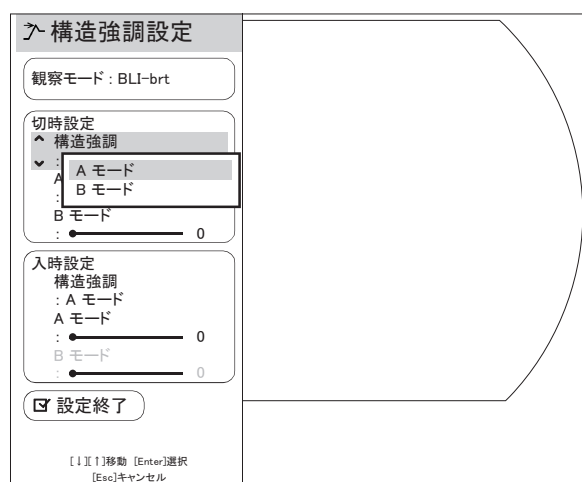 構造強調設定
観察モード : BLI-brt
切時設定
構造強調
:
A モード
B モード
A
:
B モード
: 0
入時設定
構造強調
: A モード
A モード
: 0
B モード
: 0
設定終了
[↓][↑]移動 [Enter]選択
[Esc]キャンセル